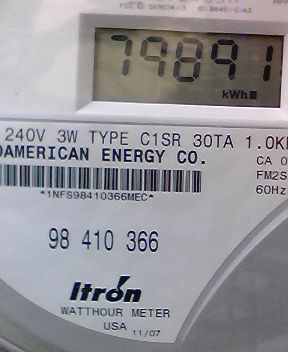 79891
kWh
240V 3W TYPE C1SR 30TA 1.0K
AMERICAN ENERGY CO.
*1NFS98410366MEC*
CA 0
FM2S
60Hz
98 410 366
Itrón
WATTHOUR METER
USA 11/07